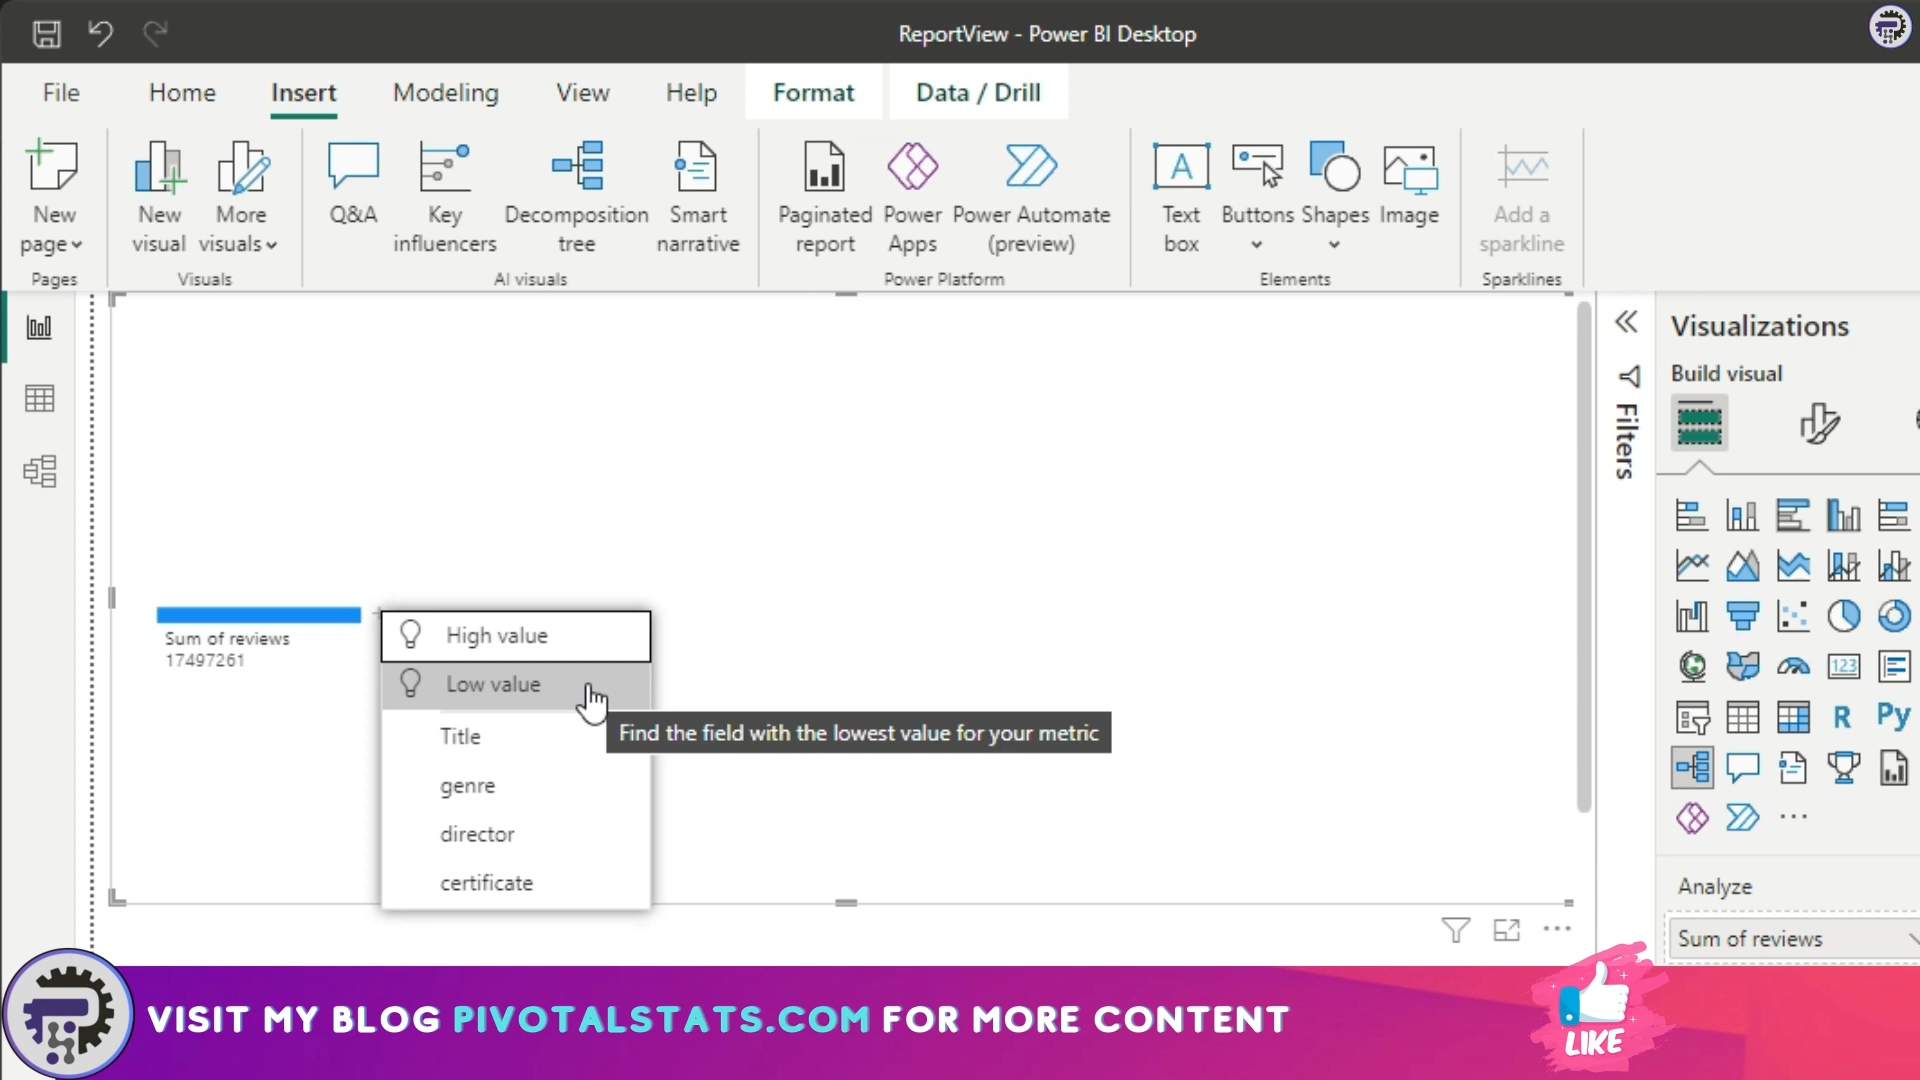 ReportView - Power BI Desktop
File Home Insert Modeling View Help Format Data / Drill
New page
New visual
More visuals
Q&A
Key influencers
Decomposition tree
Smart narrative
Paginated report
Power Apps
Power Automate (preview)
Text box
Buttons
Shapes
Image
Add a sparkline
Pages
Visuals
AI visuals
Power Platform
Elements
Sparklines
Visualizations
Build visual
Filters
123
R
Py
Sum of reviews
17497261
High value
Low value
Find the field with the lowest value for your metric
Title
genre
director
certificate
Analyze
Sum of reviews
VISIT MY BLOG PIVOTALSTATS.COM FOR MORE CONTENT
LIKE